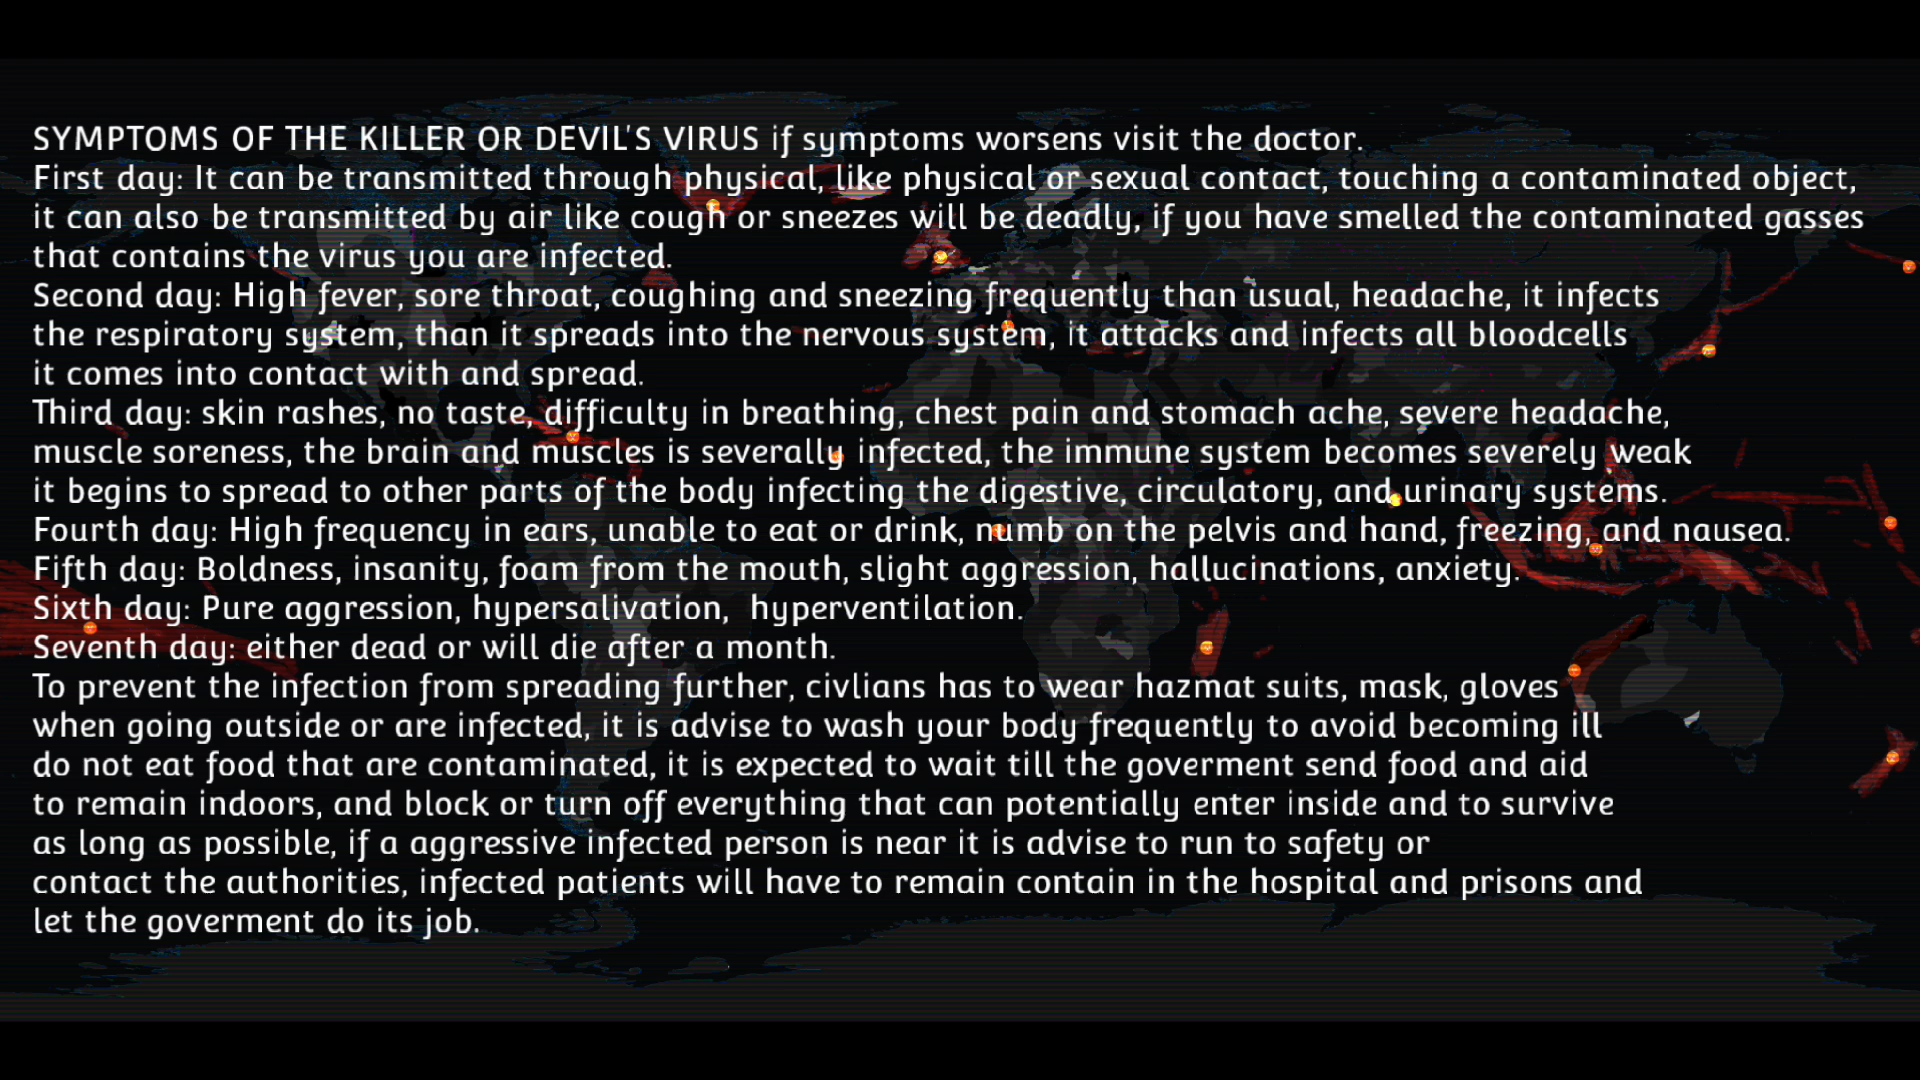 SYMPTOMS OF THE KILLER OR DEVIL'S VIRUS if symptoms worsens visit the doctor.
First day: It can be transmitted through physical, like physical or sexual contact, touching a contaminated object,
it can also be transmitted by air like cough or sneezes will be deadly, if you have smelled the contaminated gasses
that contains the virus you are infected.
Second day: High fever, sore throat, coughing and sneezing frequently than usual, headache, it infects
the respiratory system, than it spreads into the nervous system, it attacks and infects all bloodcells
it comes into contact with and spread.
Third day: skin rashes, no taste, difficulty in breathing, chest pain and stomach ache, severe headache,
muscle soreness, the brain and muscles is severally infected, the immune system becomes severely weak
it begins to spread to other parts of the body infecting the digestive, circulatory, and urinary systems.
Fourth day: High frequency in ears, unable to eat or drink, numb on the pelvis and hand, freezing, and nausea.
Fifth day: Boldness, insanity, foam from the mouth, slight aggression, hallucinations, anxiety.
Sixth day: Pure aggression, hypersalivation,  hyperventilation.
Seventh day: either dead or will die after a month.
To prevent the infection from spreading further, civlians has to wear hazmat suits, mask, gloves
when going outside or are infected, it is advise to wash your body frequently to avoid becoming ill
do not eat food that are contaminated, it is expected to wait till the goverment send food and aid
to remain indoors, and block or turn off everything that can potentially enter inside and to survive
as long as possible, if a aggressive infected person is near it is advise to run to safety or
contact the authorities, infected patients will have to remain contain in the hospital and prisons and
let the goverment do its job.